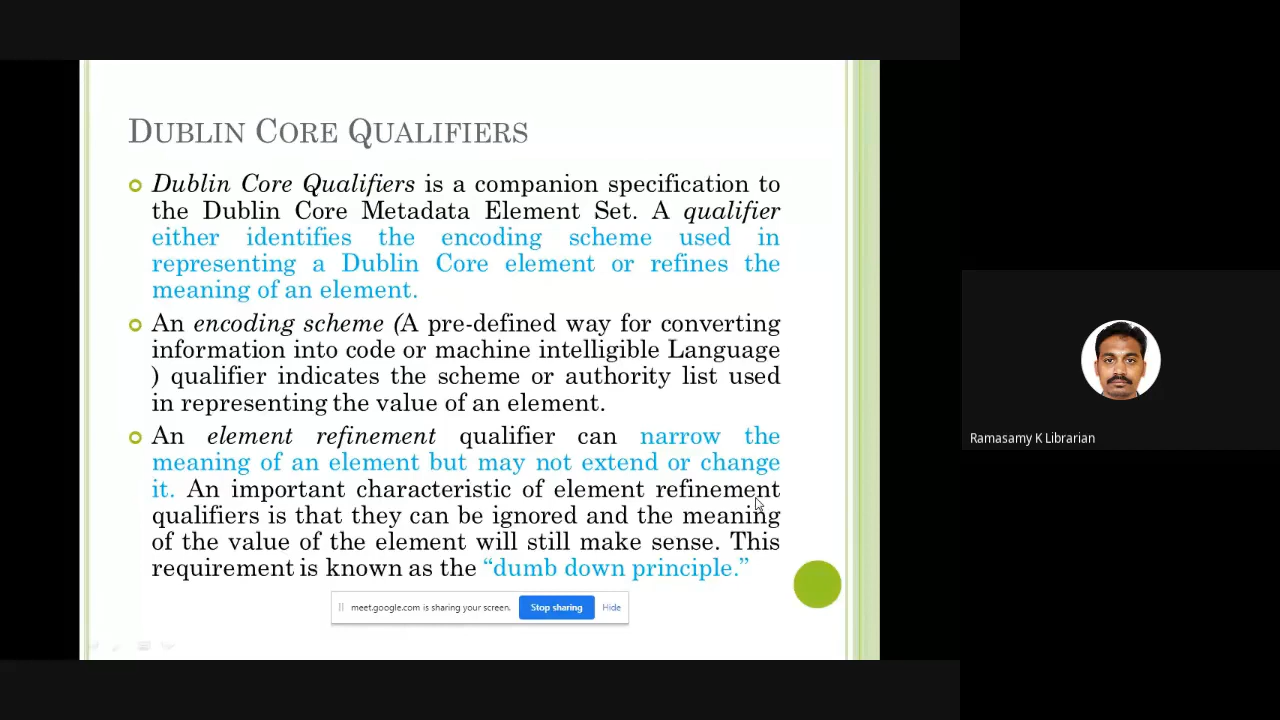 DUBLIN CORE QUALIFIERS
Dublin Core Qualifiers is a companion specification to
the Dublin Core Metadata Element Set. A qualifier
either identifies the encoding scheme used in
representing a Dublin Core element or refines the
meaning of an element.
An encoding scheme (A pre-defined way for converting
information into code or machine intelligible Language
) qualifier indicates the scheme or authority list used
in representing the value of an element.
An element refinement qualifier can narrow the
meaning of an element but may not extend or change
it. An important characteristic of element refinement
qualifiers is that they can be ignored and the meaning
of the value of the element will still make sense. This
requirement is known as the “dumb down principle.”
meet.google.com is sharing your screen. Stop sharing Hide
Ramasamy K Librarian